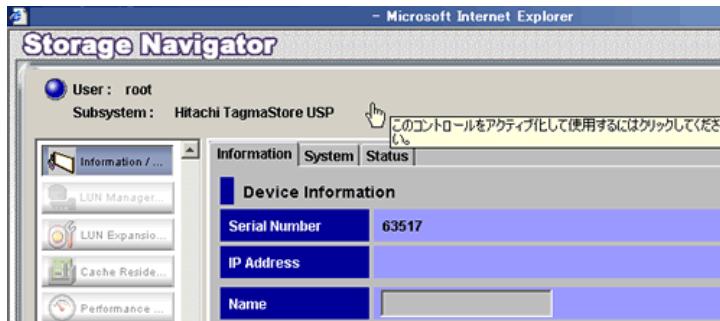 - Microsoft Internet Explorer
Storage Navigator
User : root
Subsystem : Hitachi TagmaStore USP
このコントロールをアクティブ化して使用するにはクリックしてくださ
い。
Information / ...
LUN Manager...
LUN Expansio...
Cache Reside...
Performance ...
Information System Status
Device Information
Serial Number 63517
IP Address
Name